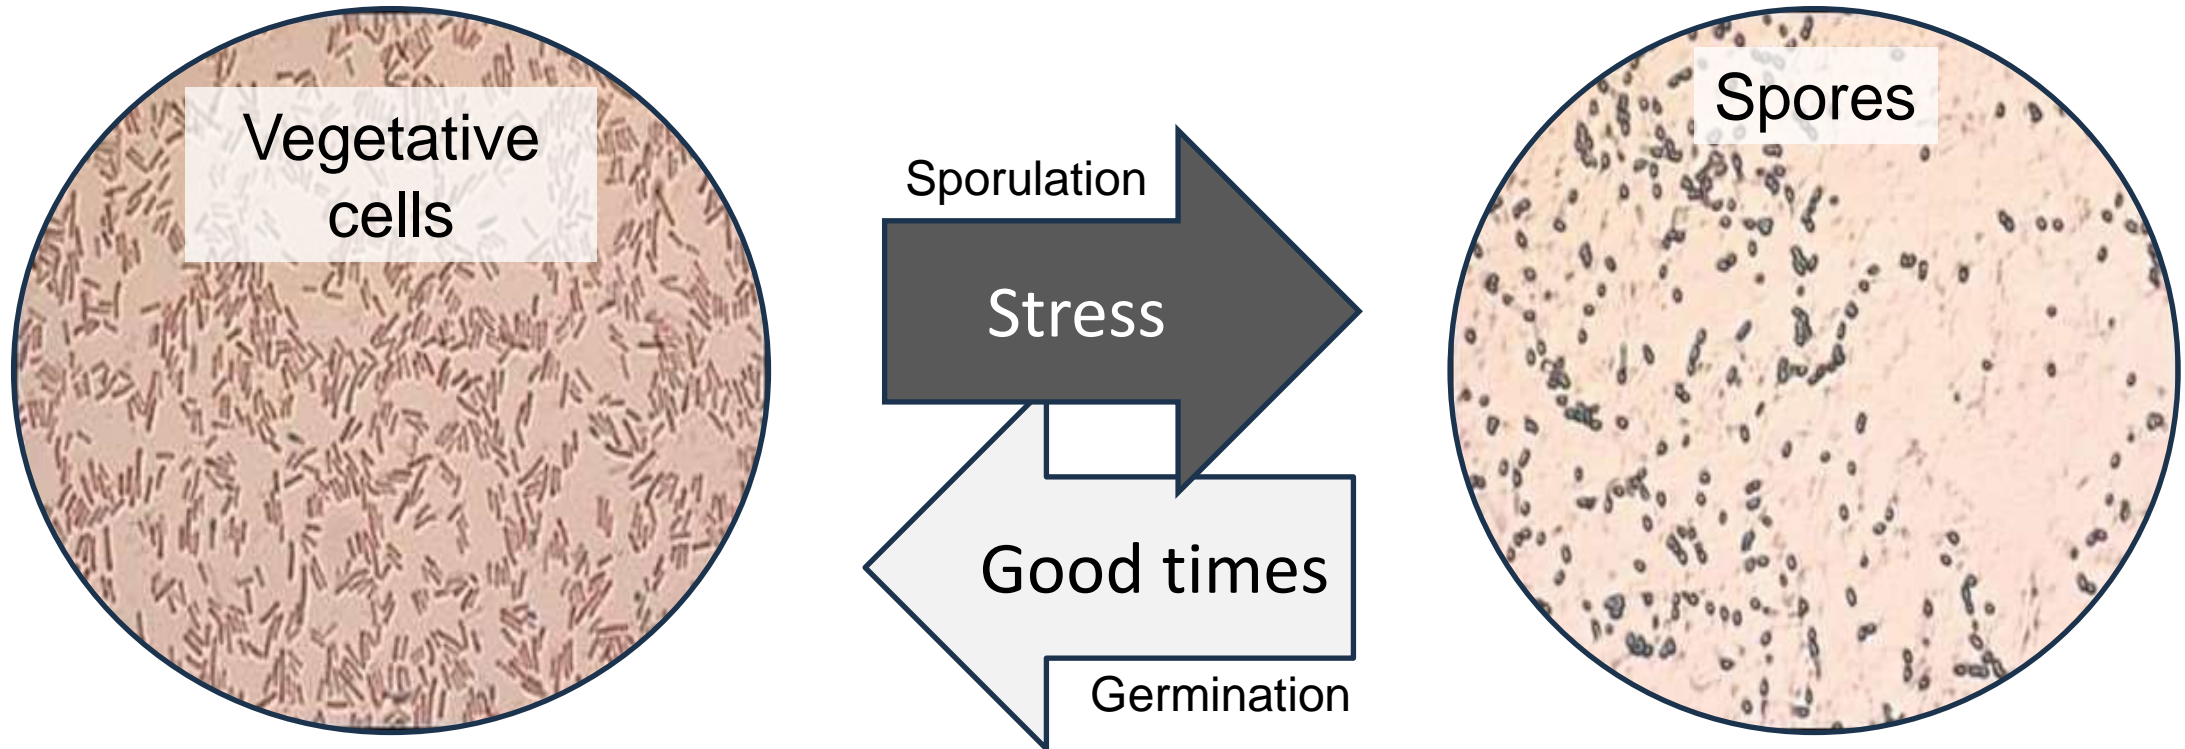 Vegetative
cells
Sporulation
Stress
Good times
Germination
Spores